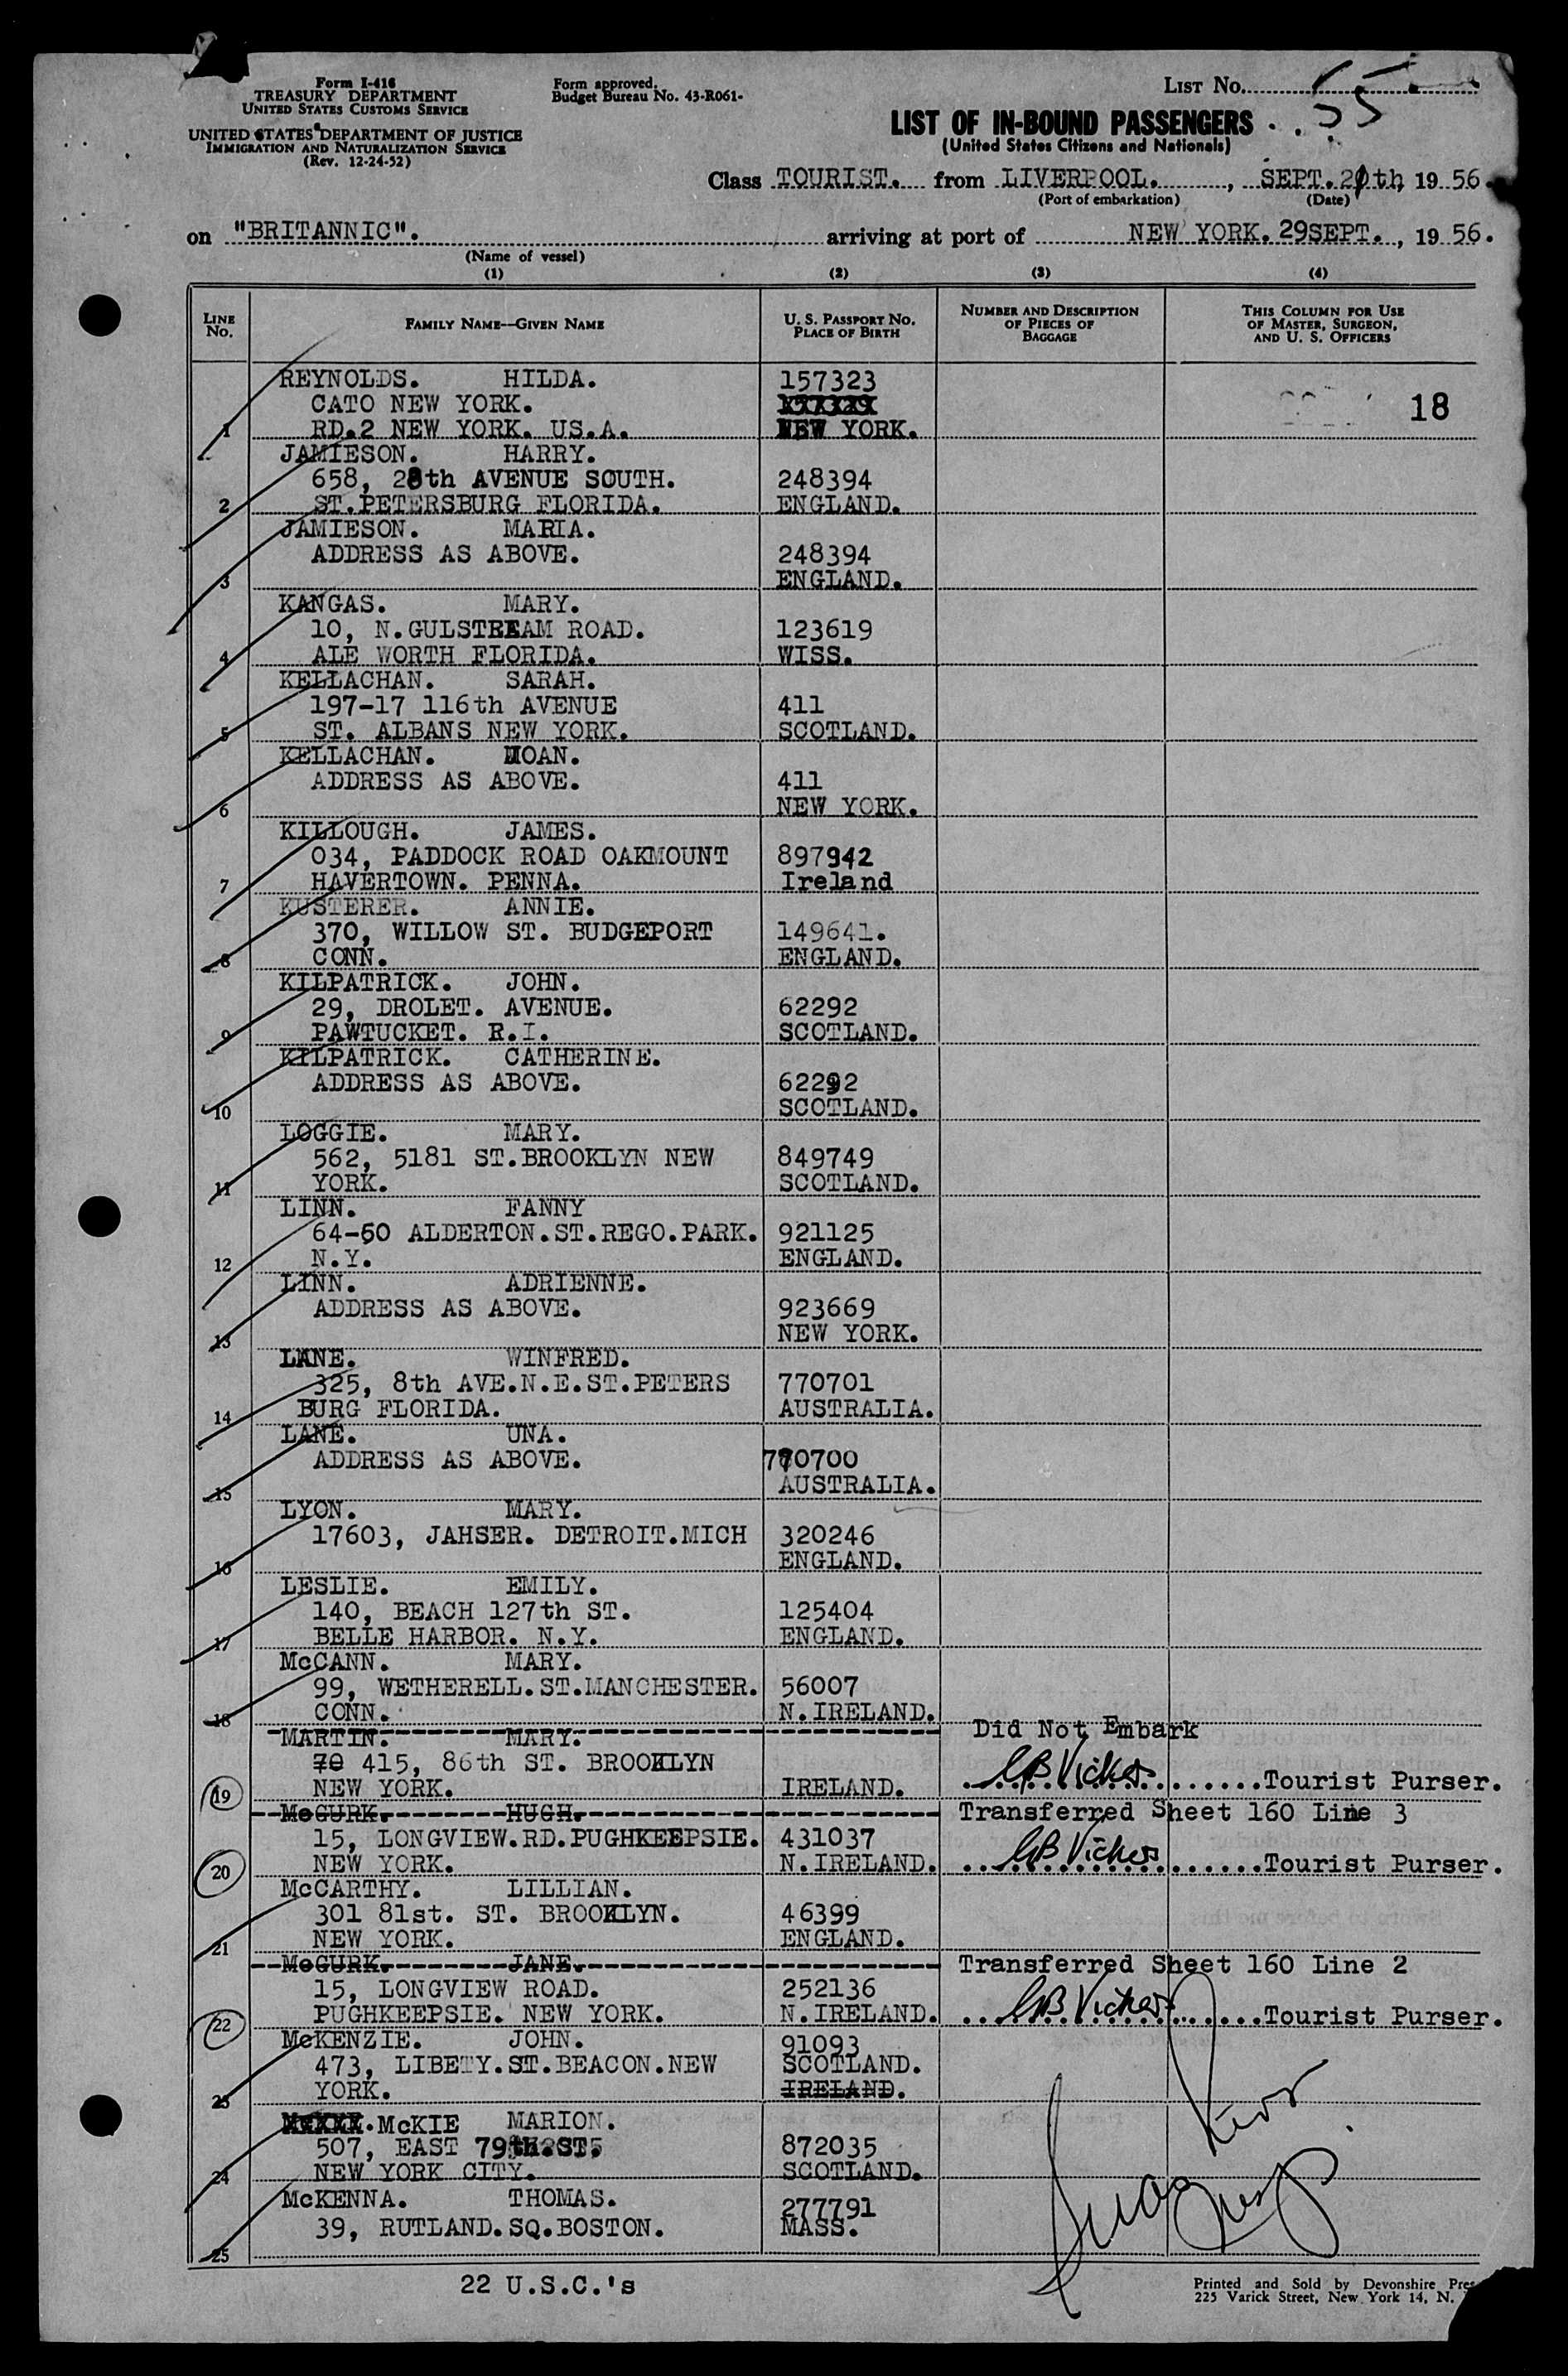 Form I-416
TREASURY DEPARTMENT
UNITED STATES CUSTOMS SERVICE
UNITED STATES DEPARTMENT OF JUSTICE
IMMIGRATION AND NATURALIZATION SERVICE
(Rev. 12-24-52)
Form approved.
Budget Bureau No. 43-R061-
LIST No. 55
LIST OF IN-BOUND PASSENGERS
(United States Citizens and Nationals)
Class TOURIST. from LIVERPOOL. , SEPT. th, 19 56.
(Port of embarkation) (Date)
on "BRITANNIC". arriving at port of NEW YORK. 29SEPT. , 19 56.
(Name of vessel)
(1) (2) (3) (4)
LINE No. FAMILY NAME—GIVEN NAME U. S. PASSPORT No. PLACE OF BIRTH NUMBER AND DESCRIPTION OF PIECES OF BAGGAGE THIS COLUMN FOR USE OF MASTER, SURGEON, AND U. S. OFFICERS
REYNOLDS. HILDA. 157323
CATO NEW YORK. 18
1 RD.2 NEW YORK. US.A. NEW YORK.
JAMIESON. HARRY.
658, 28th AVENUE SOUTH. 248394
2 ST.PETERSBURG FLORIDA. ENGLAND.
JAMIESON. MARIA.
ADDRESS AS ABOVE. 248394
3 ENGLAND.
KANGAS. MARY.
10, N.GULSTREAM ROAD. 123619
4 ALE WORTH FLORIDA. WISS.
KELLACHAN. SARAH.
197-17 116th AVENUE 411
5 ST. ALBANS NEW YORK. SCOTLAND.
KELLACHAN. JOAN.
ADDRESS AS ABOVE. 411
6 NEW YORK.
KILLOUGH. JAMES.
034, PADDOCK ROAD OAKMOUNT 897942
7 HAVERTOWN. PENNA. Ireland
KUSTERER. ANNIE.
370, WILLOW ST. BUDGEPORT 149641.
8 CONN. ENGLAND.
KILPATRICK. JOHN.
29, DROLET. AVENUE. 62292
9 PAWTUCKET. R.I. SCOTLAND.
KILPATRICK. CATHERINE.
ADDRESS AS ABOVE. 62292
10 SCOTLAND.
LOGGIE. MARY.
562, 5181 ST.BROOKLYN NEW 849749
11 YORK. SCOTLAND.
LINN. FANNY
64-50 ALDERTON.ST.REGO.PARK. 921125
12 N.Y. ENGLAND.
LINN. ADRIENNE.
ADDRESS AS ABOVE. 923669
13 NEW YORK.
LANE. WINFRED.
325, 8th AVE.N.E.ST.PETERS 770701
14 BURG FLORIDA. AUSTRALIA.
LANE. UNA.
ADDRESS AS ABOVE. 770700
15 AUSTRALIA.
LYON. MARY.
17603, JAHSER. DETROIT.MICH 320246
16 ENGLAND.
LESLIE. EMILY.
140, BEACH 127th ST. 125404
17 BELLE HARBOR. N.Y. ENGLAND.
McCANN. MARY.
99, WETHERELL.ST.MANCHESTER. 56007
18 CONN. N.IRELAND.
MARTIN. MARY. Did Not Embark
70 415, 86th ST. BROOKLYN GB Vickers
19 NEW YORK. IRELAND. Tourist Purser.
McGURK. HUGH. Transferred Sheet 160 Line 3
15, LONGVIEW.RD.PUGHKEEPSIE. 431037 GB Vickers
20 NEW YORK. N.IRELAND. Tourist Purser.
McCARTHY. LILLIAN.
301 81st. ST. BROOKLYN. 46399
21 NEW YORK. ENGLAND.
McGURK. JANE. Transferred Sheet 160 Line 2
15, LONGVIEW ROAD. 252136 GB Vickers
22 PUGHKEEPSIE. NEW YORK. N.IRELAND. Tourist Purser.
McKENZIE. JOHN. 91093
473, LIBETY.ST.BEACON.NEW SCOTLAND.
23 YORK. IRELAND.
McKIE MARION.
507, EAST 79th.ST. 872035
24 NEW YORK CITY. SCOTLAND.
McKENNA. THOMAS. 277791
39, RUTLAND.SQ.BOSTON. MASS.
25
22 U.S.C.'s
Printed and Sold by Devonshire
225 Varick Street, New York 14, N.